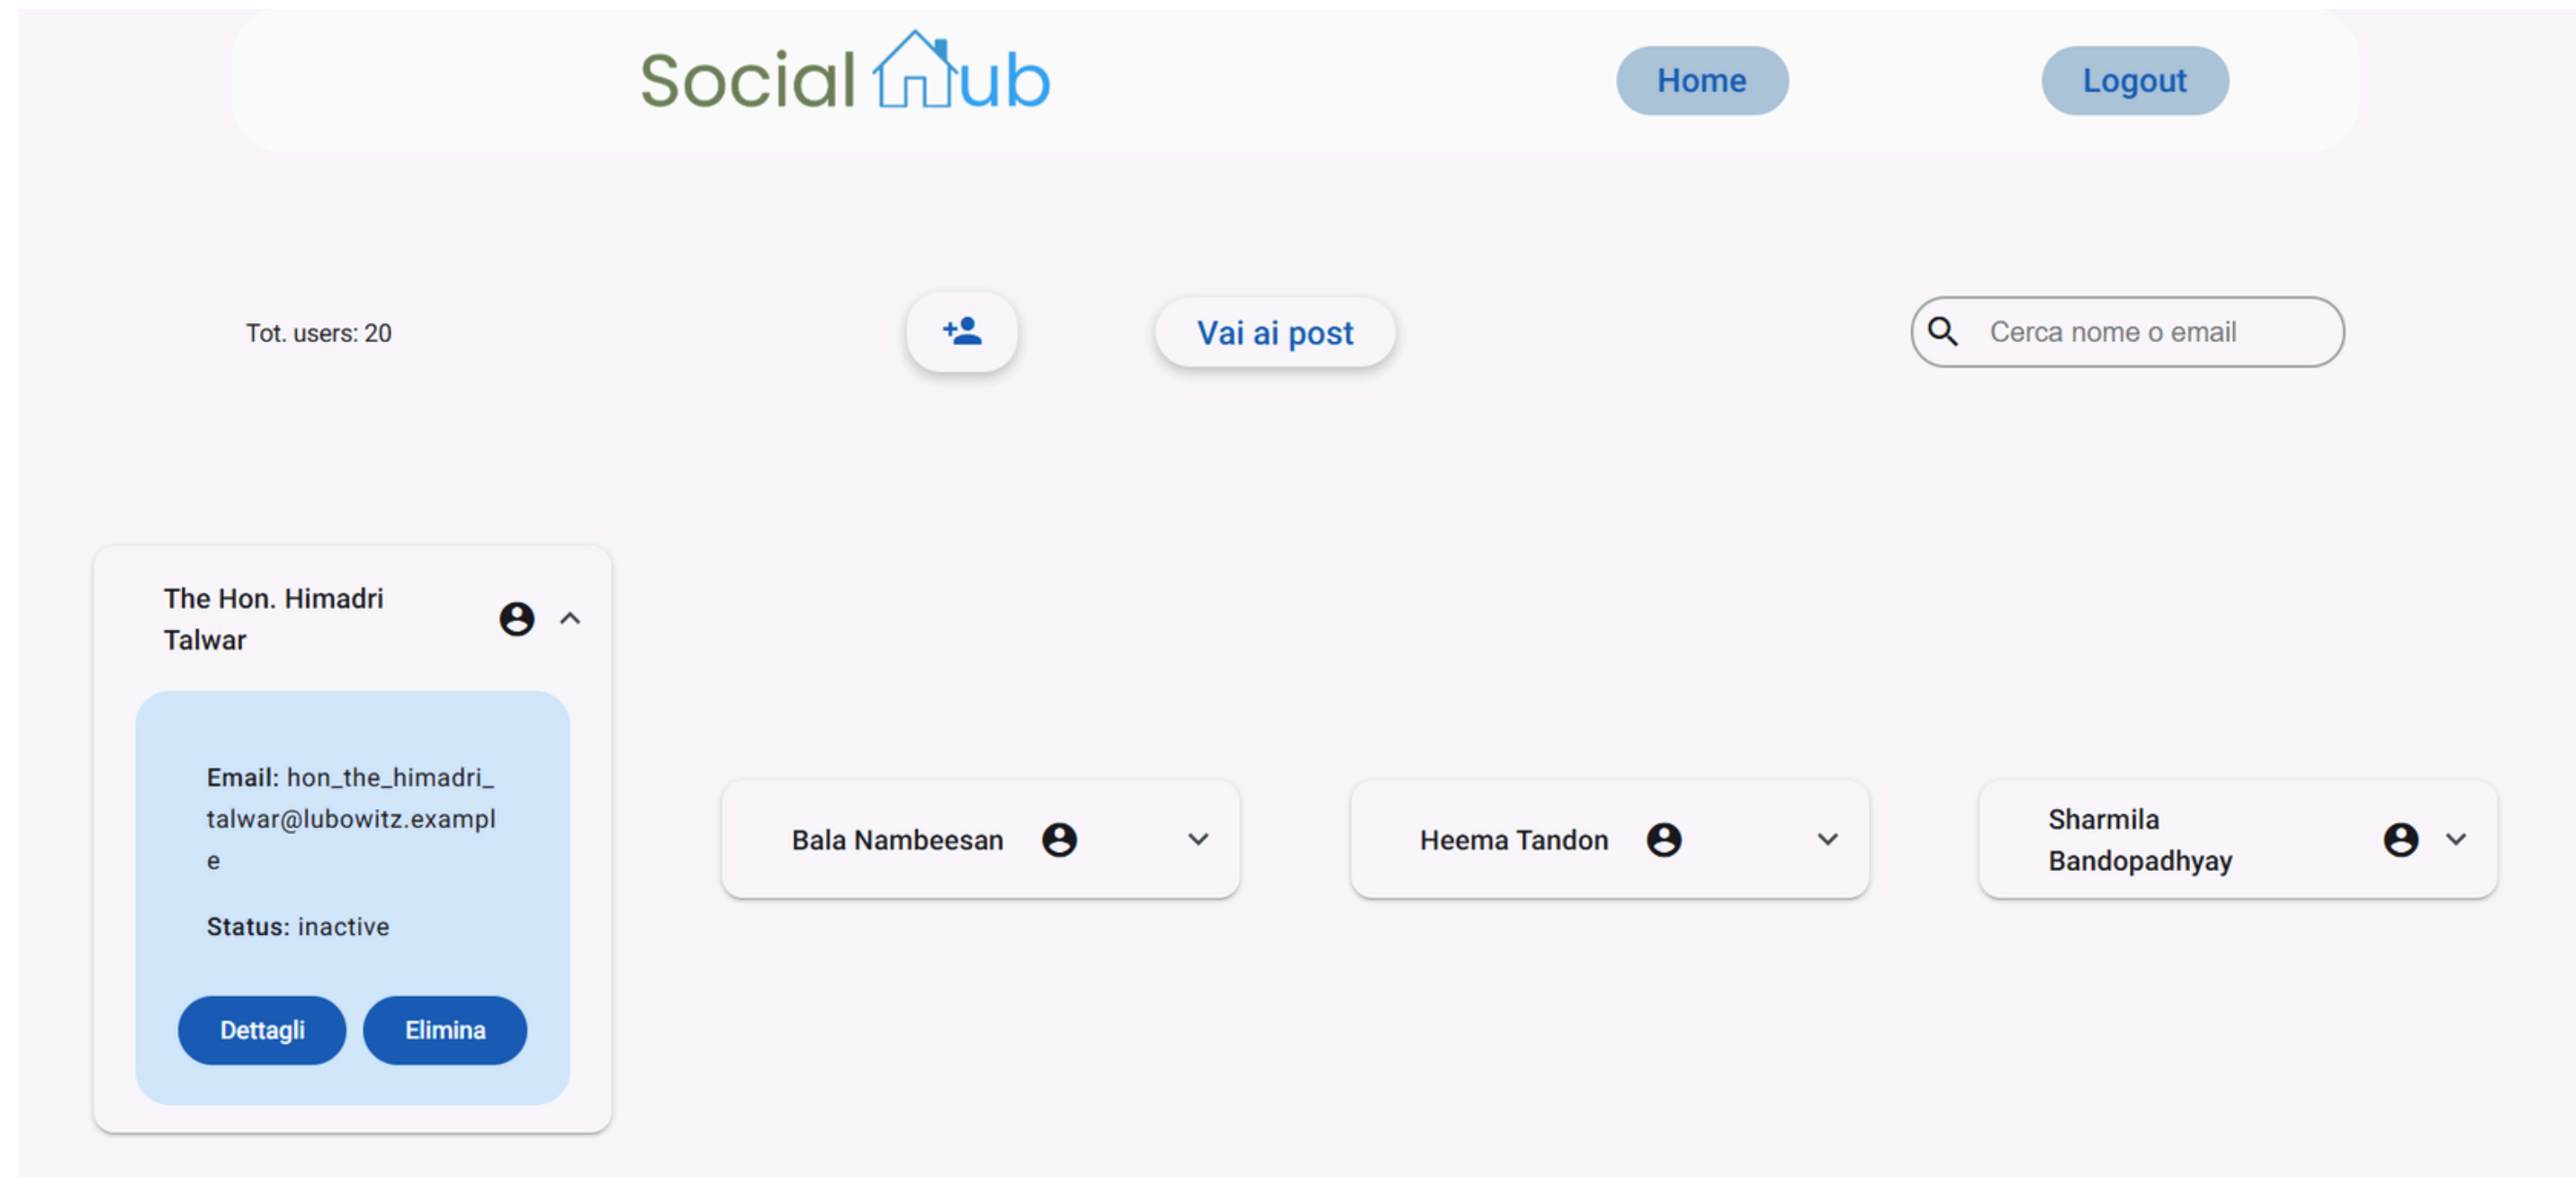 Social Hub
Home
Logout
Tot. users: 20
Vai ai post
Cerca nome o email
The Hon. Himadri
Talwar
Email: hon_the_himadri_
talwar@lubowitz.exampl
e
Status: inactive
Dettagli
Elimina
Bala Nambeesan
Heema Tandon
Sharmila
Bandopadhyay